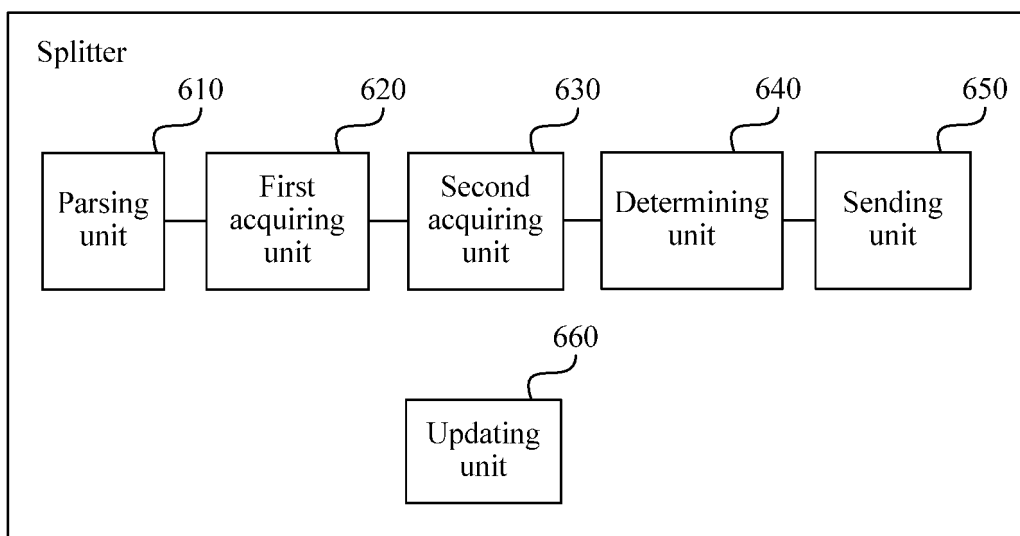 Splitter
610
620
630
640
650
Parsing
unit
First
acquiring
unit
Second
acquiring
unit
Determining
unit
Sending
unit
660
Updating
unit